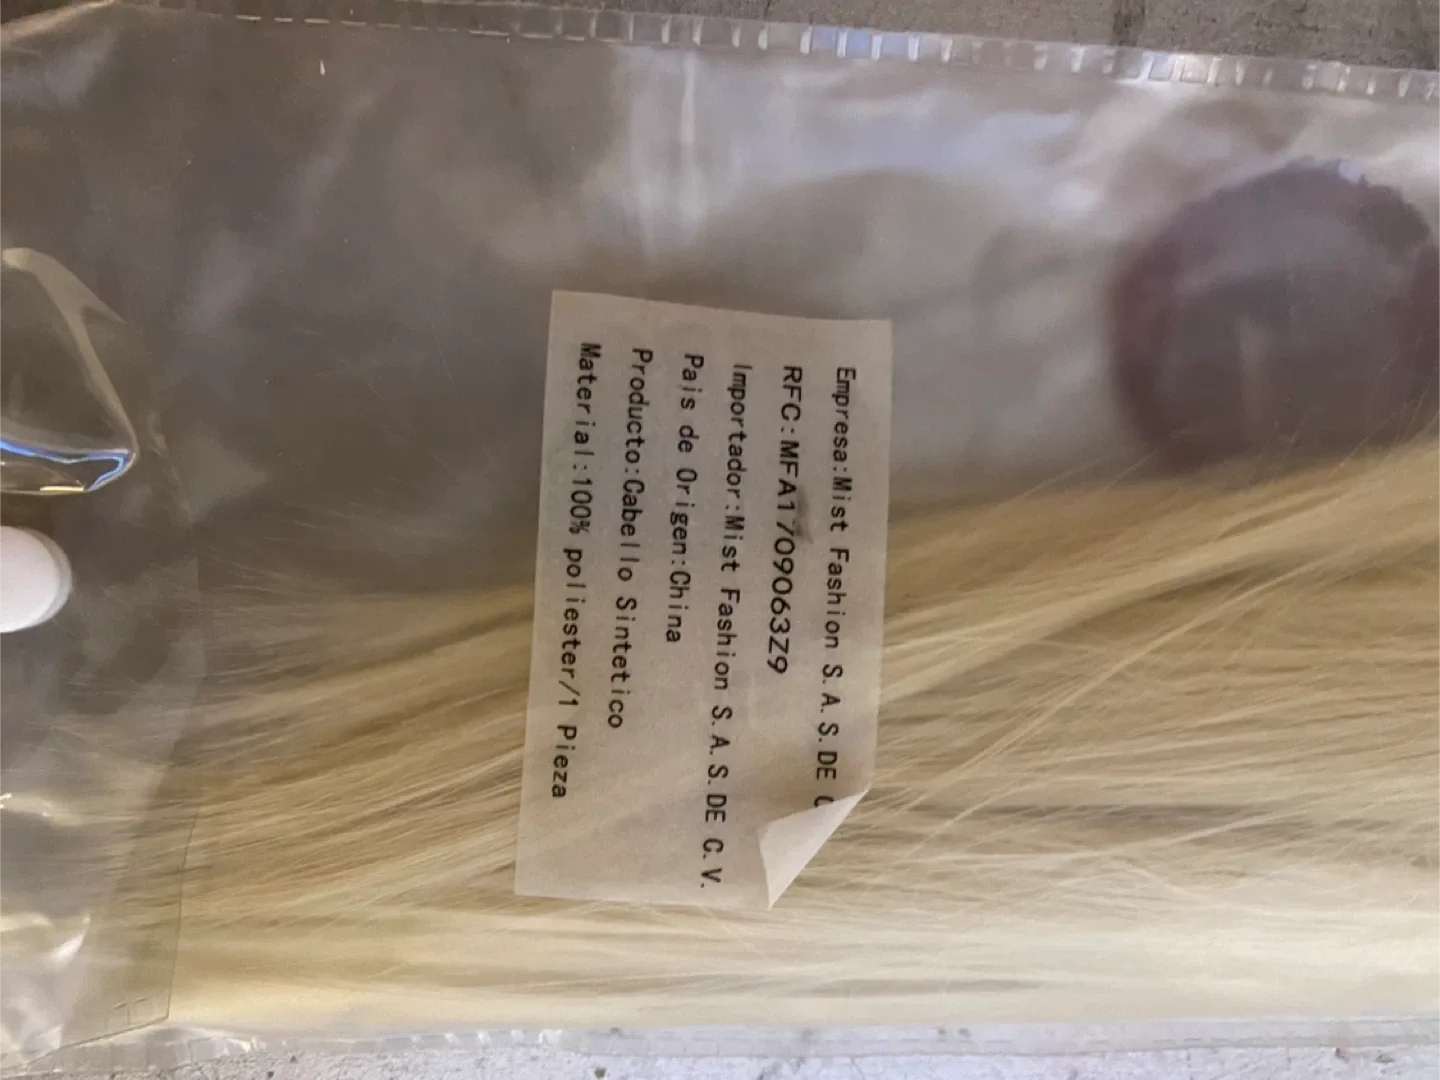 Empresa:Mist Fashion S.A.S.DE
RFC:MFA1709063Z9
Importador:Mist Fashion S.A.S.DE C.V.
Pais de Origen:China
Producto:Cabello Sintetico
Material:100% poliester/1 Pieza